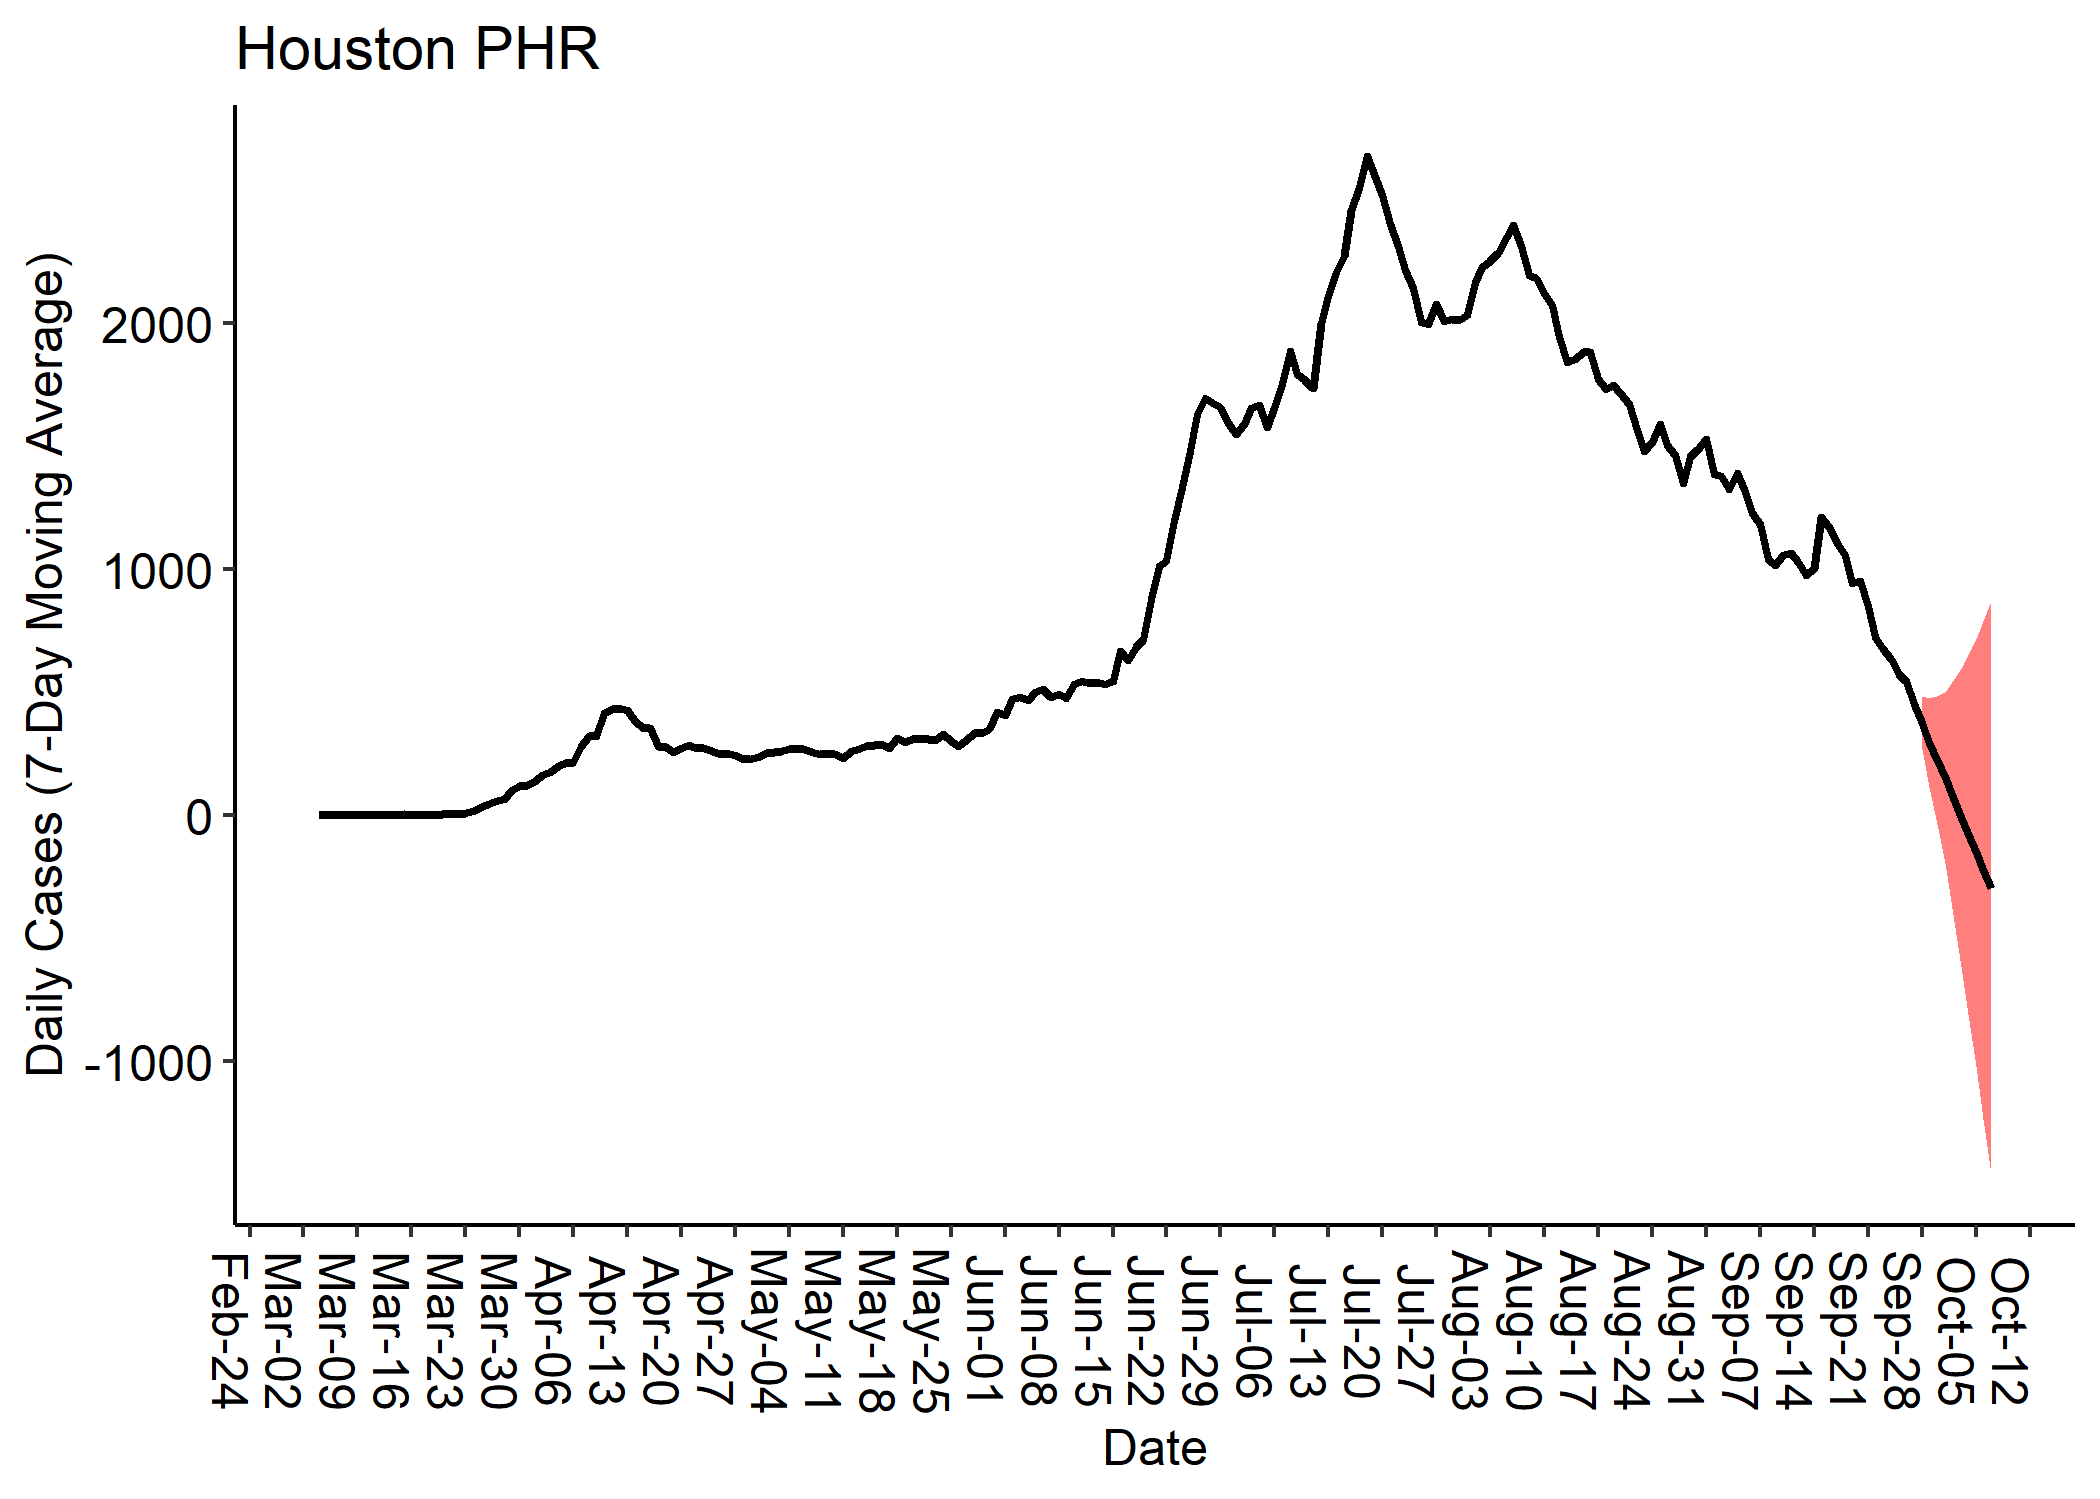 Houston PHR
Daily Cases (7-Day Moving Average)
2000
1000
0
-1000
Feb-24
Mar-02
Mar-09
Mar-16
Mar-23
Mar-30
Apr-06
Apr-13
Apr-20
Apr-27
May-04
May-11
May-18
May-25
Jun-01
Jun-08
Jun-15
Jun-22
Jun-29
Jul-06
Jul-13
Jul-20
Jul-27
Aug-03
Aug-10
Aug-17
Aug-24
Aug-31
Sep-07
Sep-14
Sep-21
Sep-28
Oct-05
Oct-12
Date